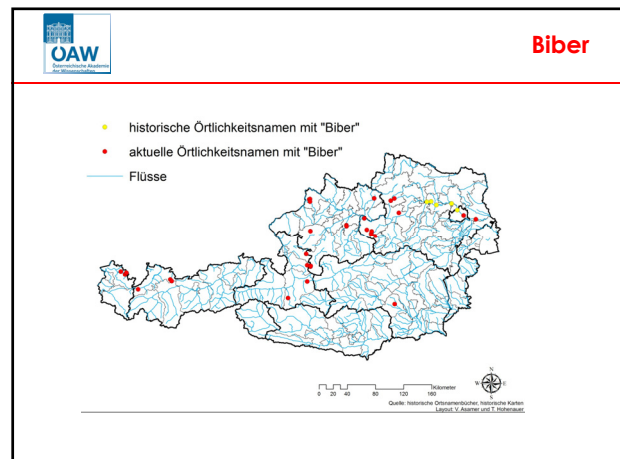 ÖAW
Österreichische Akademie
der Wissenschaften
Biber
historische Örtlichkeitsnamen mit "Biber"
aktuelle Örtlichkeitsnamen mit "Biber"
Flüsse
N
W E
S
Kilometer
0 20 40 80 120 160
Quelle: historische Ortsnamenbücher, historische Karten
Layout: V. Asamer und T. Hohenauer